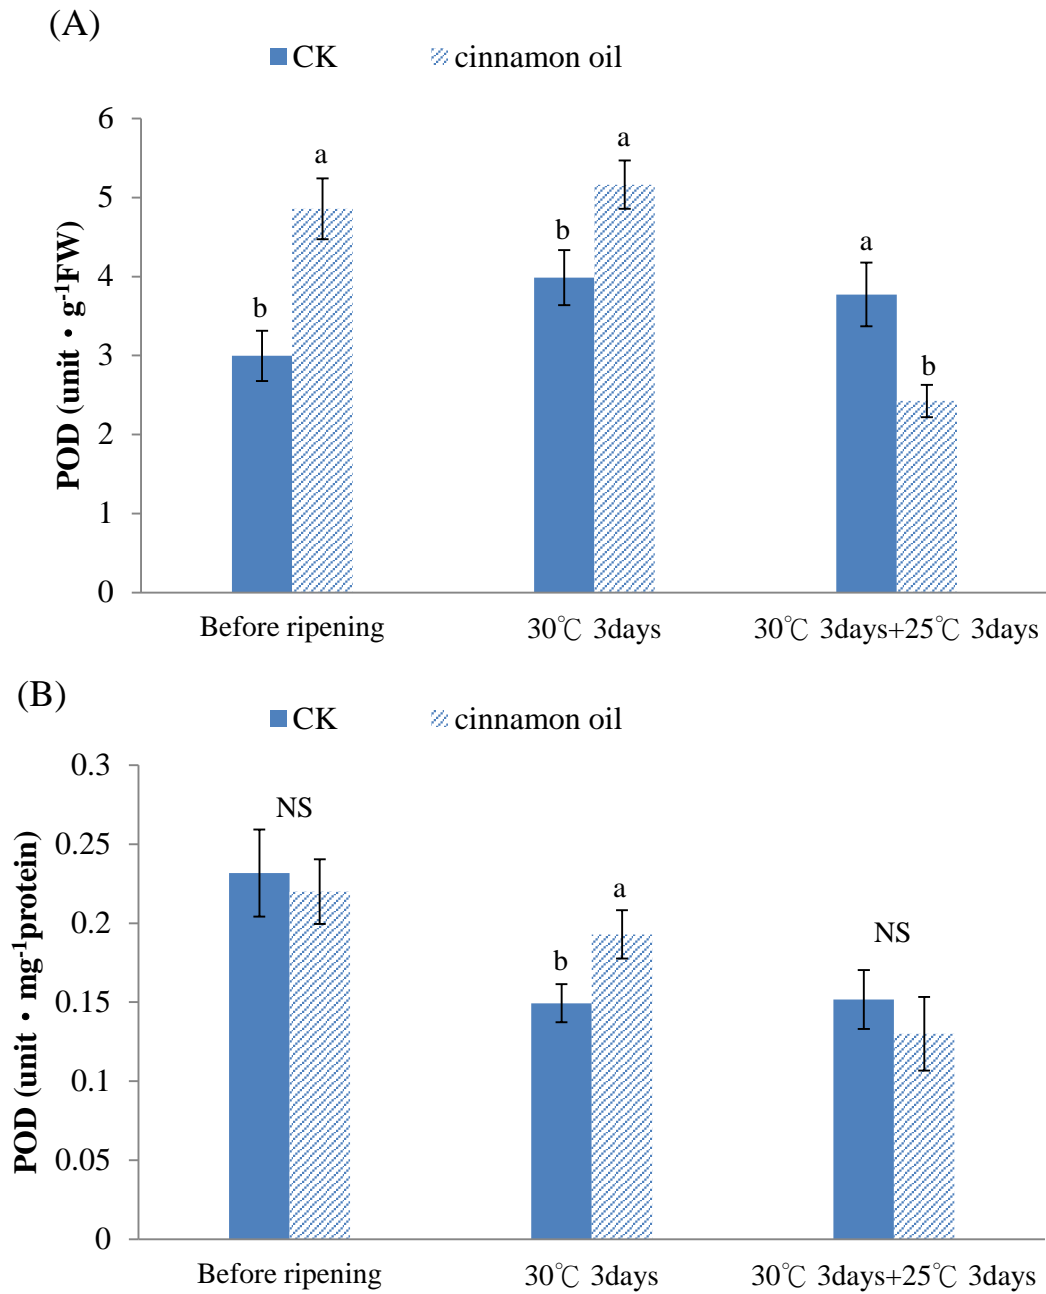 (A)
CK cinnamon oil
6
5
4
3
2
1
0
POD (unit・g-1FW)
b a b a a b
Before ripening 30℃ 3days 30℃ 3days+25℃ 3days
(B)
CK cinnamon oil
0.3
0.25
0.2
0.15
0.1
0.05
0
POD (unit・mg-1protein)
NS b a NS
Before ripening 30℃ 3days 30℃ 3days+25℃ 3days